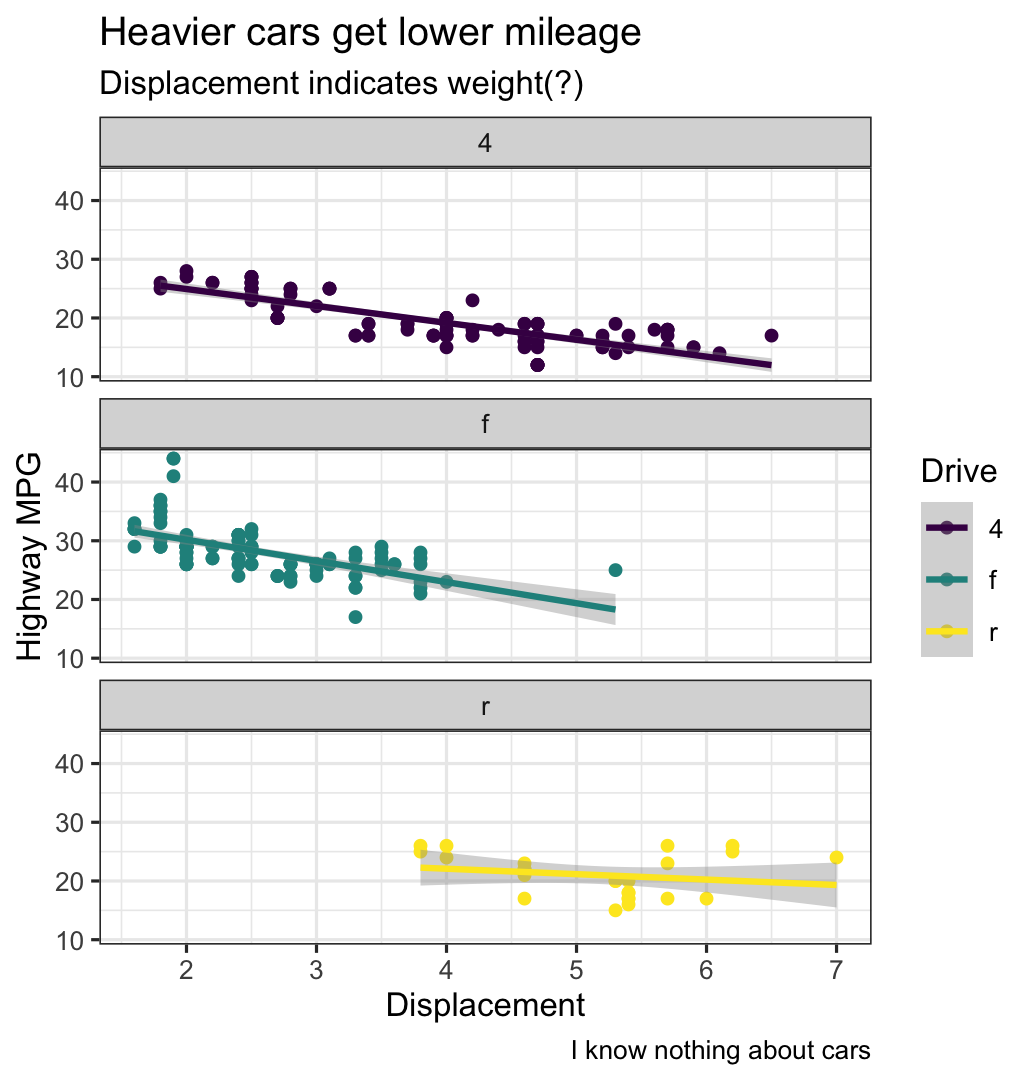 Heavier cars get lower mileage
Displacement indicates weight(?)
4
40
30
20
10
f
40
30
20
10
r
40
30
20
10
2 3 4 5 6 7
Highway MPG
Displacement
Drive
4
f
r
I know nothing about cars